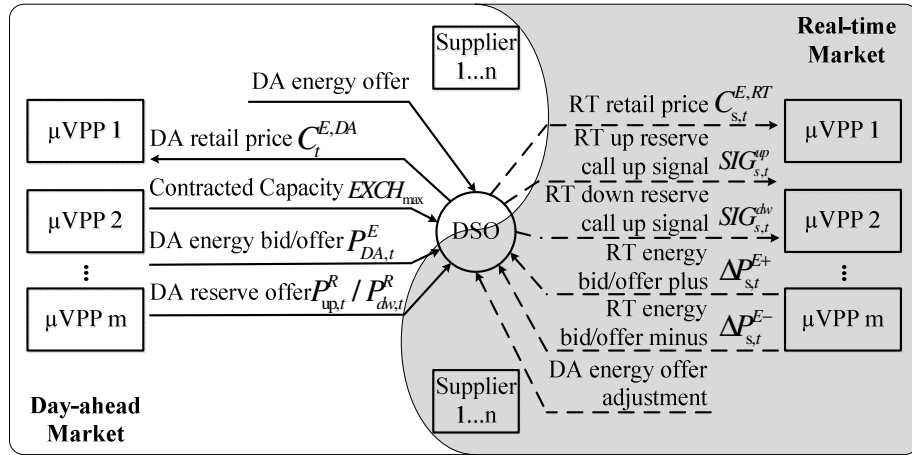 Real-time
Market
Supplier
1...n
DA energy offer
μVPP 1
DA retail price C_t^{E,DA}
μVPP 2
Contracted Capacity EXCH_max
DA energy bid/offer P_{DA,t}^E
⋮
DA reserve offer P_{up,t}^R / P_{dw,t}^R
μVPP m
Day-ahead
Market
DSO
RT retail price C_{s,t}^{E,RT}
μVPP 1
RT up reserve
call up signal SIG_{s,t}^{up}
RT down reserve
call up signal SIG_{s,t}^{dw}
μVPP 2
RT energy
bid/offer plus ΔP_{s,t}^{E+}
⋮
RT energy
bid/offer minus ΔP_{s,t}^{E-}
μVPP m
DA energy offer
adjustment
Supplier
1...n